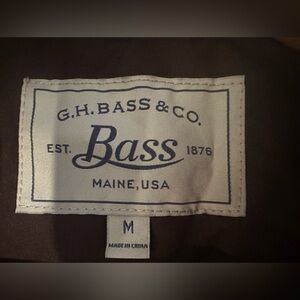 G.H.BASS & CO.
EST. Bass 1876
MAINE, USA
M
MADE IN CHINA